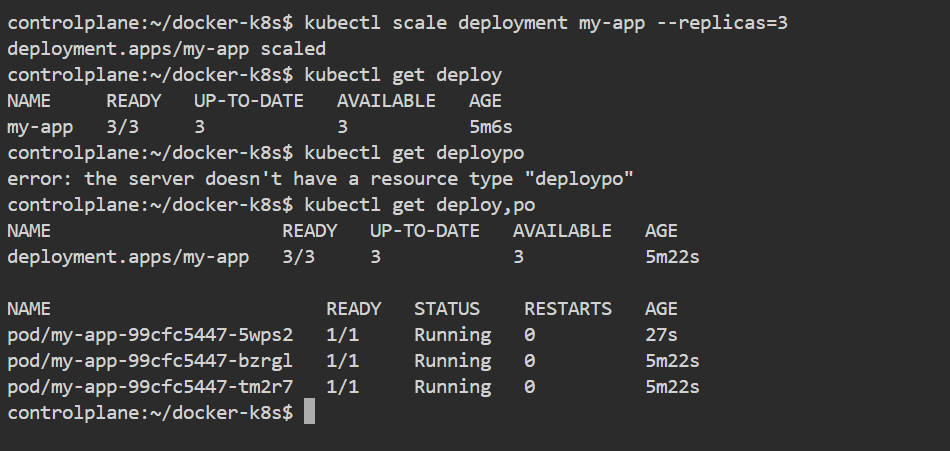 controlplane:~/docker-k8s$ kubectl scale deployment my-app --replicas=3
deployment.apps/my-app scaled
controlplane:~/docker-k8s$ kubectl get deploy
NAME     READY   UP-TO-DATE   AVAILABLE   AGE
my-app   3/3     3            3           5m6s
controlplane:~/docker-k8s$ kubectl get deploypo
error: the server doesn't have a resource type "deploypo"
controlplane:~/docker-k8s$ kubectl get deploy,po
NAME                     READY   UP-TO-DATE   AVAILABLE   AGE
deployment.apps/my-app   3/3     3            3           5m22s

NAME                         READY   STATUS    RESTARTS   AGE
pod/my-app-99cfc5447-5wps2   1/1     Running   0          27s
pod/my-app-99cfc5447-bzrgl   1/1     Running   0          5m22s
pod/my-app-99cfc5447-tm2r7   1/1     Running   0          5m22s
controlplane:~/docker-k8s$